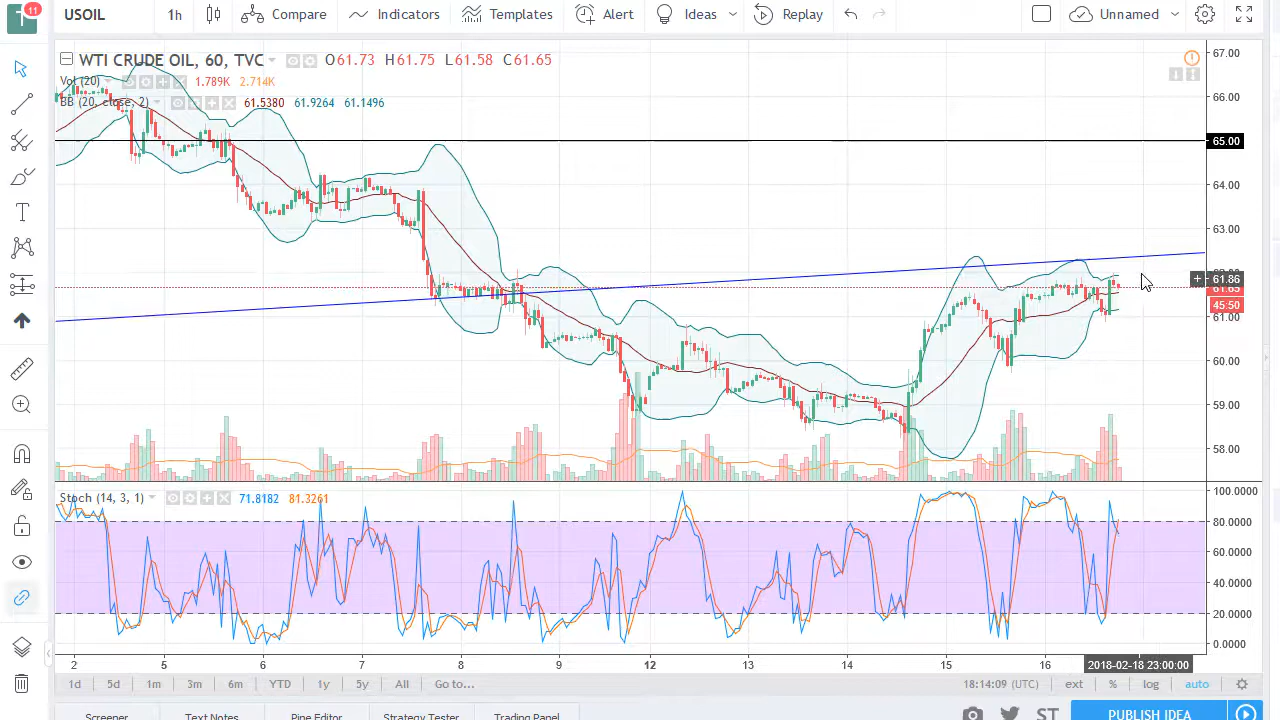 T 11 USOIL 1h Compare Indicators Templates Alert Ideas Replay Unnamed
WTI CRUDE OIL, 60, TVC O61.73 H61.75 L61.58 C61.65
Vol (20) 1.789K 2.714K
BB (20, close, 2) 61.5380 61.9264 61.1496
67.00
66.00
65.00
64.00
63.00
61.86
45.50
61.00
60.00
59.00
58.00
Stoch (14, 3, 1) 71.8182 81.3261
100.0000
80.0000
60.0000
40.0000
20.0000
0.0000
2 5 6 7 8 9 12 13 14 15 16 2018-02-18 23:00:00
1d 5d 1m 3m 6m YTD 1y 5y All Go to... 18:14:09 (UTC) ext % log auto
Screener Text Notes Pine Editor Strategy Tester Trading Panel ST PUBLISH IDEA